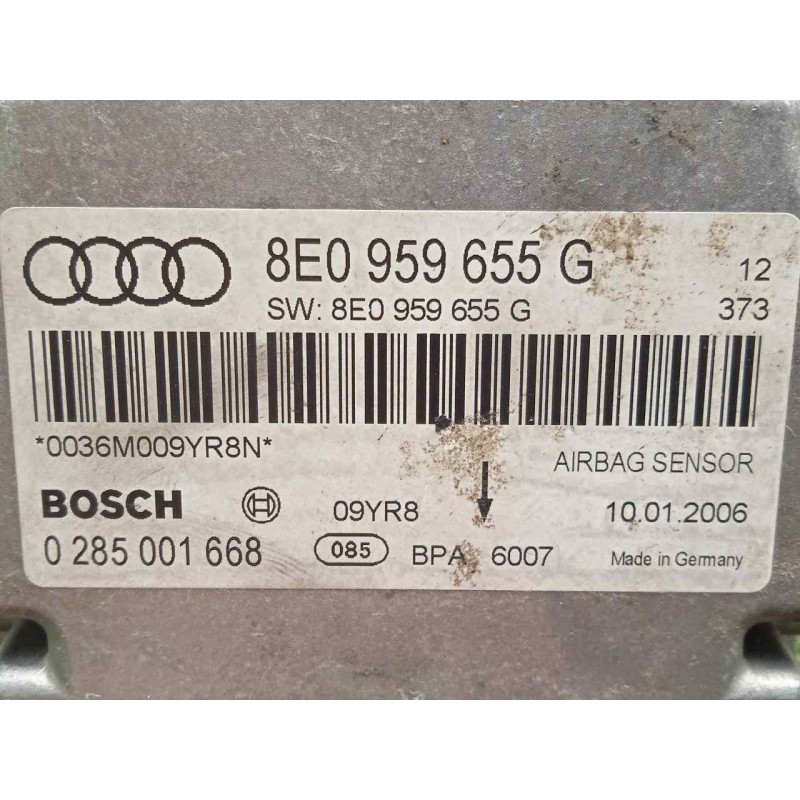 8E0 959 655 G 12
SW: 8E0 959 655 G 373
*0036M009YR8N*
AIRBAG SENSOR
BOSCH 09YR8 10.01.2006
0 285 001 668 085 BPA 6007 Made in Germany